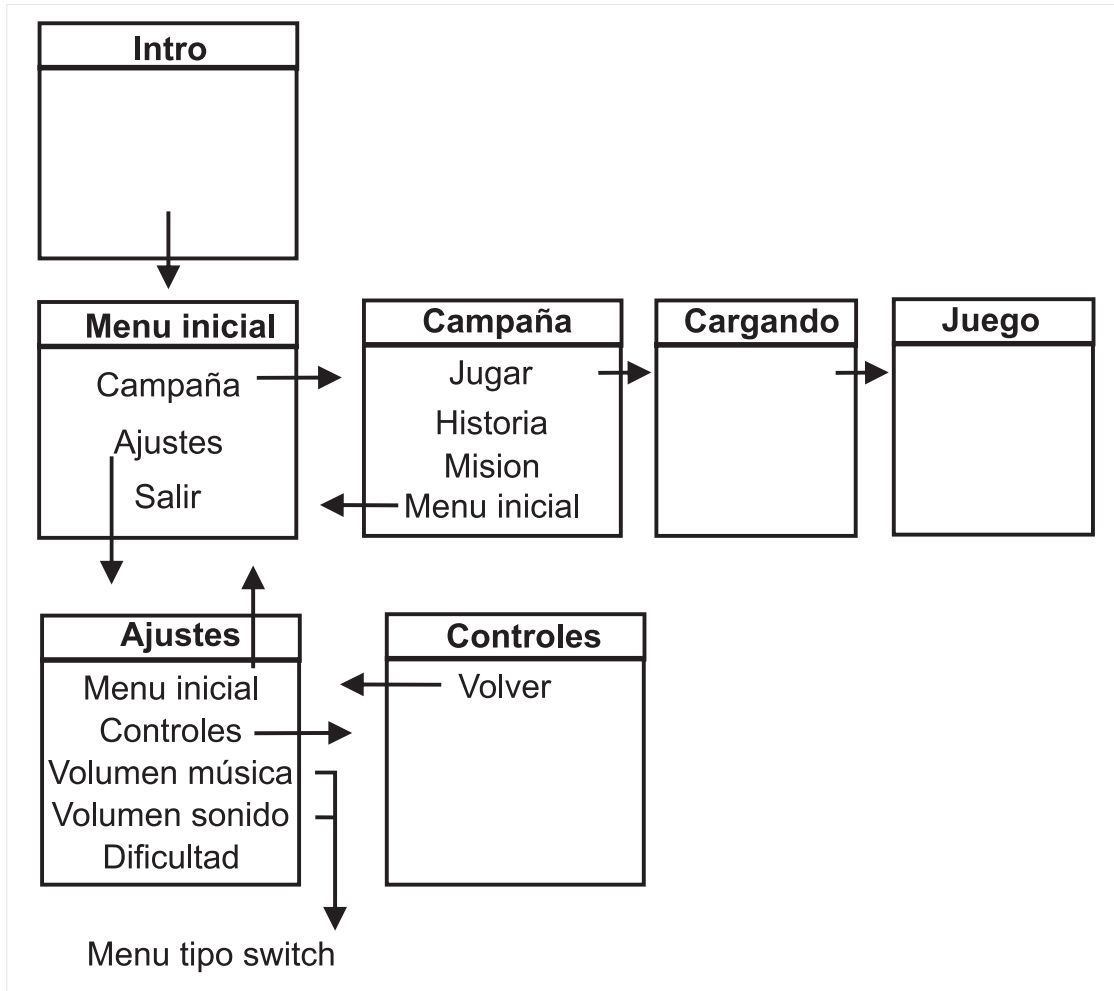 Intro
Menu inicial
Campaña
Ajustes
Salir
Campaña
Jugar
Historia
Mision
Menu inicial
Cargando
Juego
Ajustes
Menu inicial
Controles
Volumen música
Volumen sonido
Dificultad
Controles
Volver
Menu tipo switch